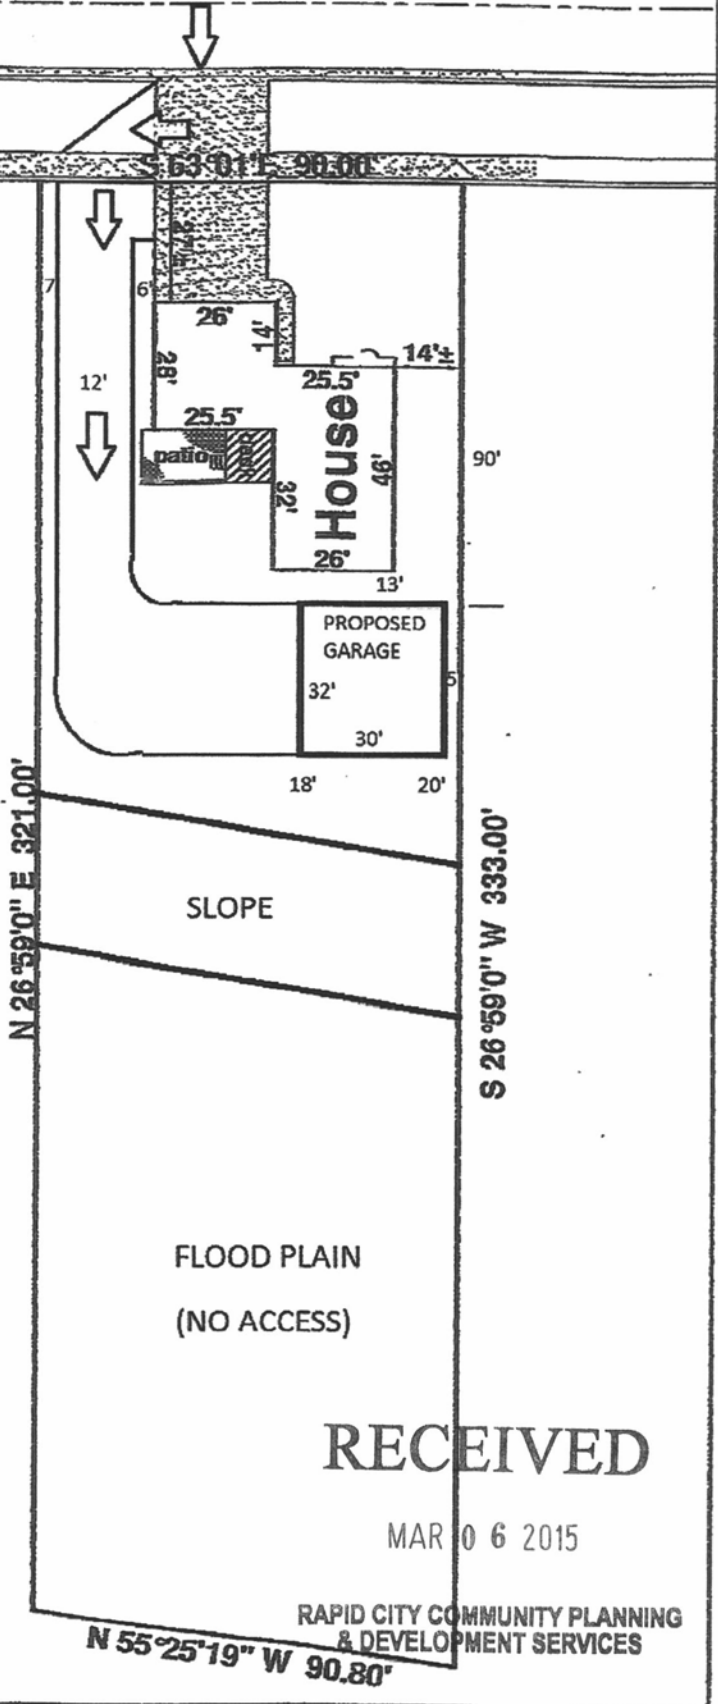 S 63°01'E 90.00'
27'±
7'
6'
26'
14'
28'
12'
25.5'
14'±
25.5'
patio
deck
House
46'
32'
90'
26'
13'
PROPOSED
GARAGE
32'
5'
30'
18'
20'
N 26°59'0" E 321.00'
S 26°59'0" W 333.00'
SLOPE
FLOOD PLAIN
(NO ACCESS)
RECEIVED
MAR 06 2015
RAPID CITY COMMUNITY PLANNING
& DEVELOPMENT SERVICES
N 55°25'19" W 90.80'